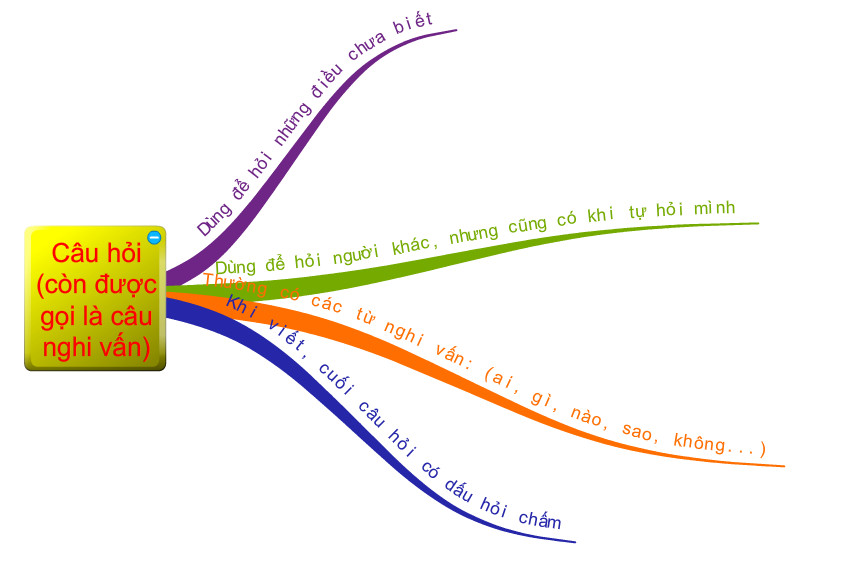 Câu hỏi
(còn được
gọi là câu
nghi vấn)
Dùng để hỏi những điều chưa biết
Dùng để hỏi người khác, nhưng cũng có khi tự hỏi mình
Thường có các từ nghi vấn: (ai, gì, nào, sao, không...)
Khi viết, cuối câu hỏi có dấu hỏi chấm